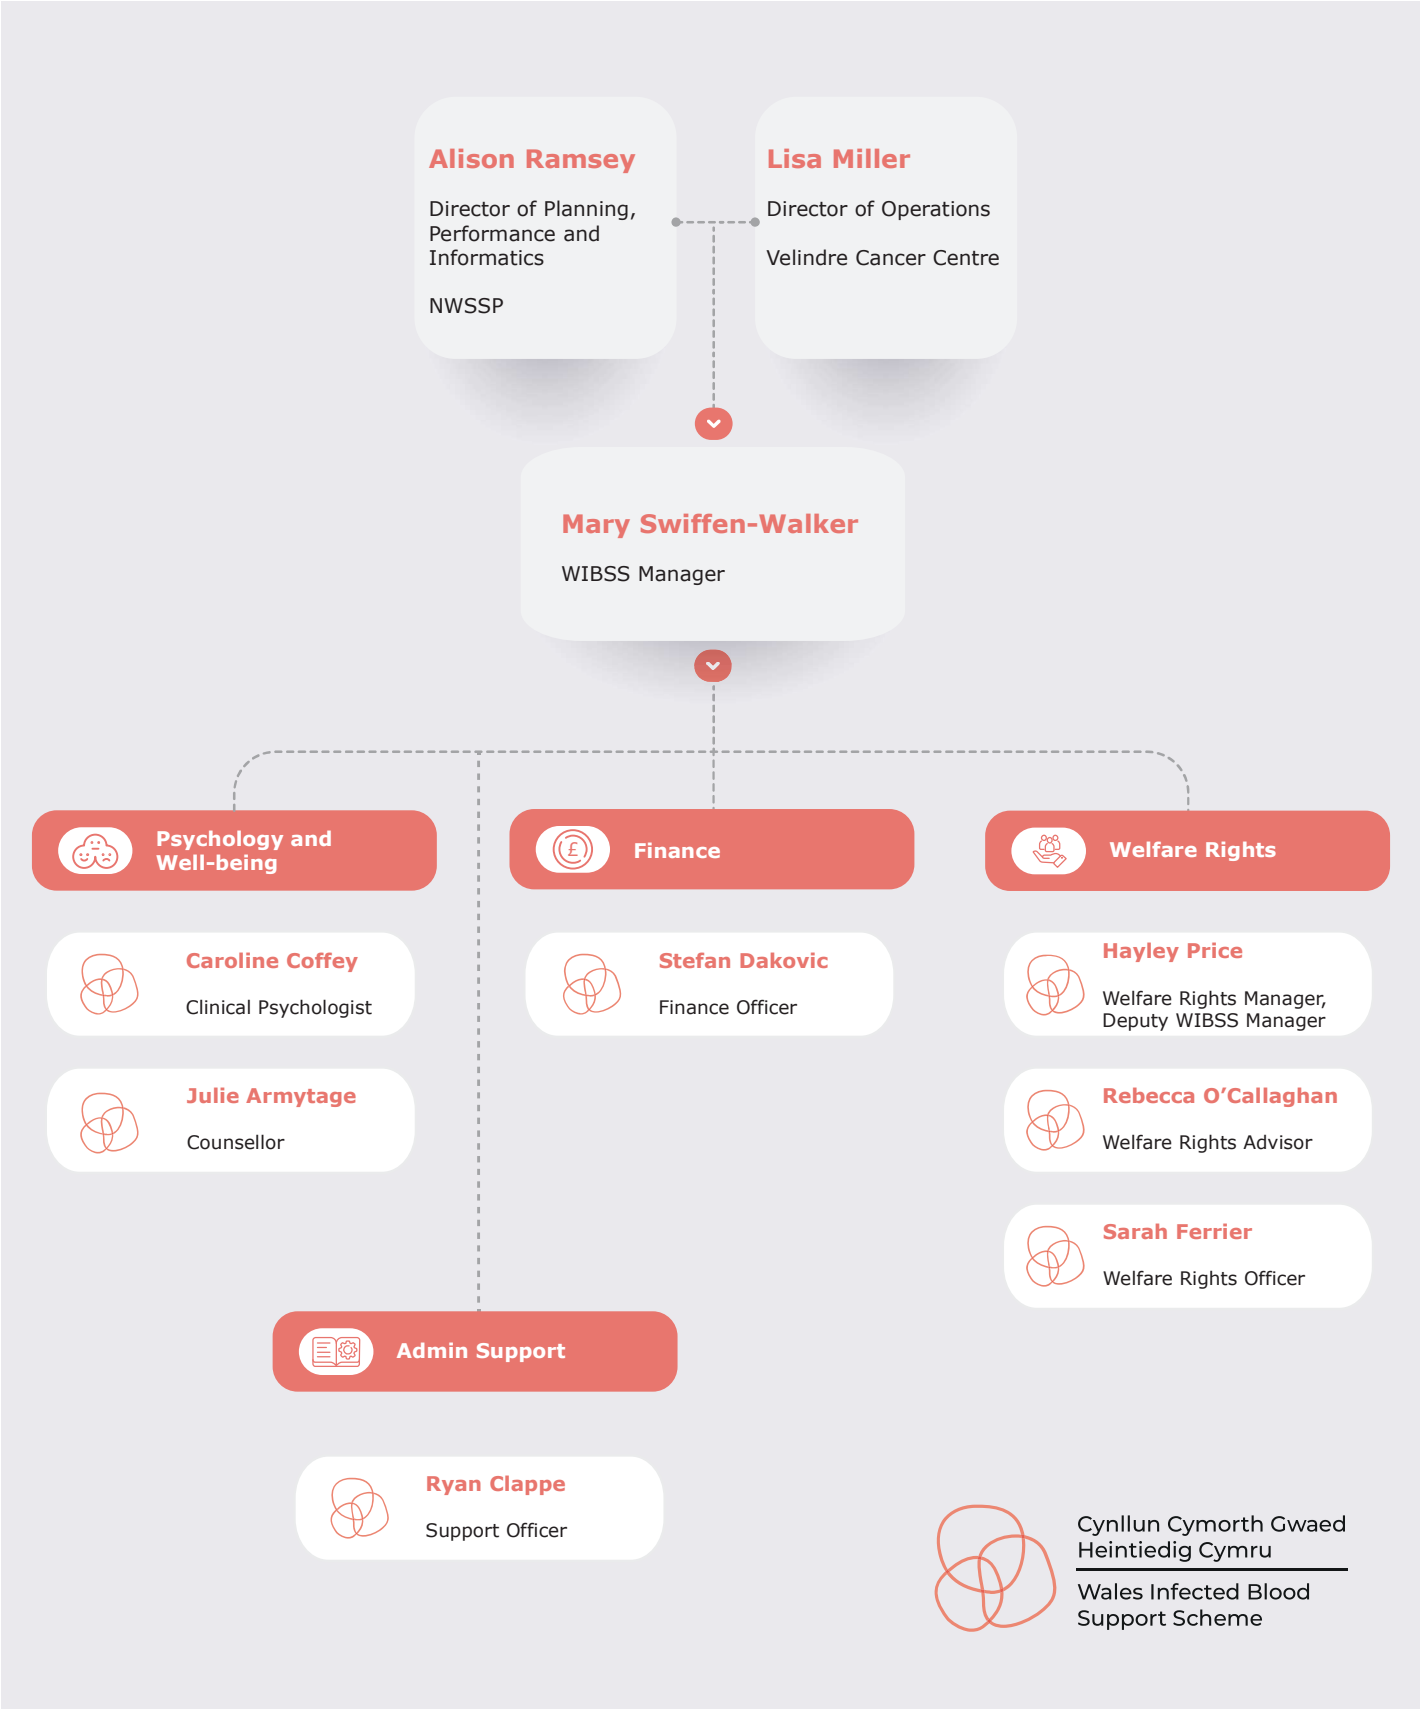 Alison Ramsey
Director of Planning,
Performance and
Informatics
NWSSP
Lisa Miller
Director of Operations
Velindre Cancer Centre
Mary Swiffen-Walker
WIBSS Manager
Psychology and
Well-being
Caroline Coffey
Clinical Psychologist
Julie Armytage
Counsellor
£
Finance
Stefan Dakovic
Finance Officer
Welfare Rights
Hayley Price
Welfare Rights Manager,
Deputy WIBSS Manager
Rebecca O’Callaghan
Welfare Rights Advisor
Sarah Ferrier
Welfare Rights Officer
Admin Support
Ryan Clappe
Support Officer
Cynllun Cymorth Gwaed
Heintiedig Cymru
Wales Infected Blood
Support Scheme